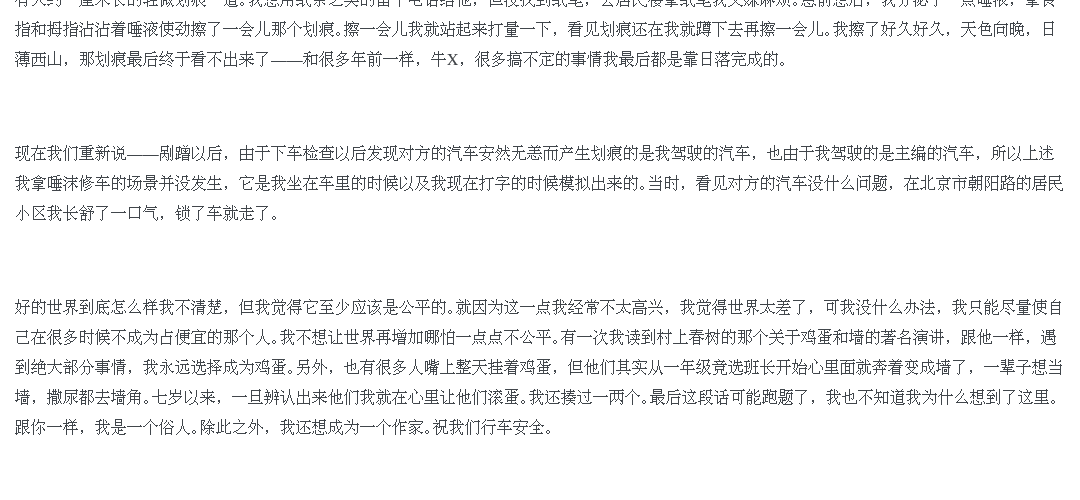 指和拇指沾沾着唾液使劲擦了一会儿那个划痕。擦一会儿我就站起来打量一下，看见划痕还在我就蹲下去再擦一会儿。我擦了好久好久，天色向晚，日
薄西山，那划痕最后终于看不出来了——和很多年前一样，牛X，很多搞不定的事情我最后都是靠日落完成的。
现在我们重新说——剐蹭以后，由于下车检查以后发现对方的汽车安然无恙而产生划痕的是我驾驶的汽车，也由于我驾驶的是主编的汽车，所以上述
我拿唾沫修车的场景并没发生，它是我坐在车里的时候以及我现在打字的时候模拟出来的。当时，看见对方的汽车没什么问题，在北京市朝阳路的居民
小区我长舒了一口气，锁了车就走了。
好的世界到底怎么样我不清楚，但我觉得它至少应该是公平的。就因为这一点我经常不太高兴，我觉得世界太差了，可我没什么办法，我只能尽量使自
己在很多时候不成为占便宜的那个人。我不想让世界再增加哪怕一点点不公平。有一次我读到村上春树的那个关于鸡蛋和墙的著名演讲，跟他一样，遇
到绝大部分事情，我永远选择成为鸡蛋。另外，也有很多人嘴上整天挂着鸡蛋，但他们其实从一年级竞选班长开始心里面就奔着变成墙了，一辈子想当
墙，撒尿都去墙角。七岁以来，一旦辨认出来他们我就在心里让他们滚蛋。我还揍过一两个。最后这段话可能跑题了，我也不知道我为什么想到了这里。
跟你一样，我是一个俗人。除此之外，我还想成为一个作家。祝我们行车安全。